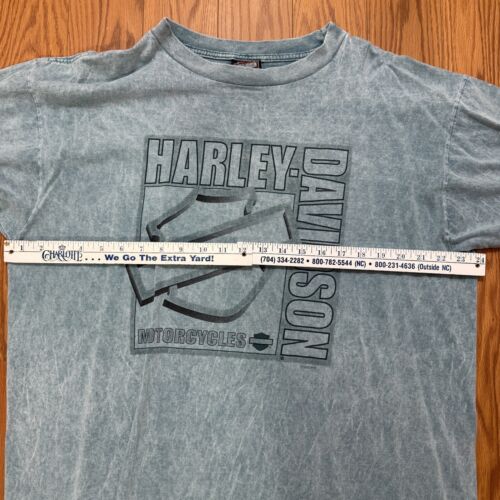 HARLEY-
DAVIDSON
MOTORCYCLES
1 2 3 4 5 6 7 8 9 10 11 12 13 14 15 16 17 18 19 20 21 22 23 24
CHARLOTTE . . . We Go The Extra Yard! (704) 334-2282 • 800-782-5544 (NC) • 800-231-4636 (Outside NC)